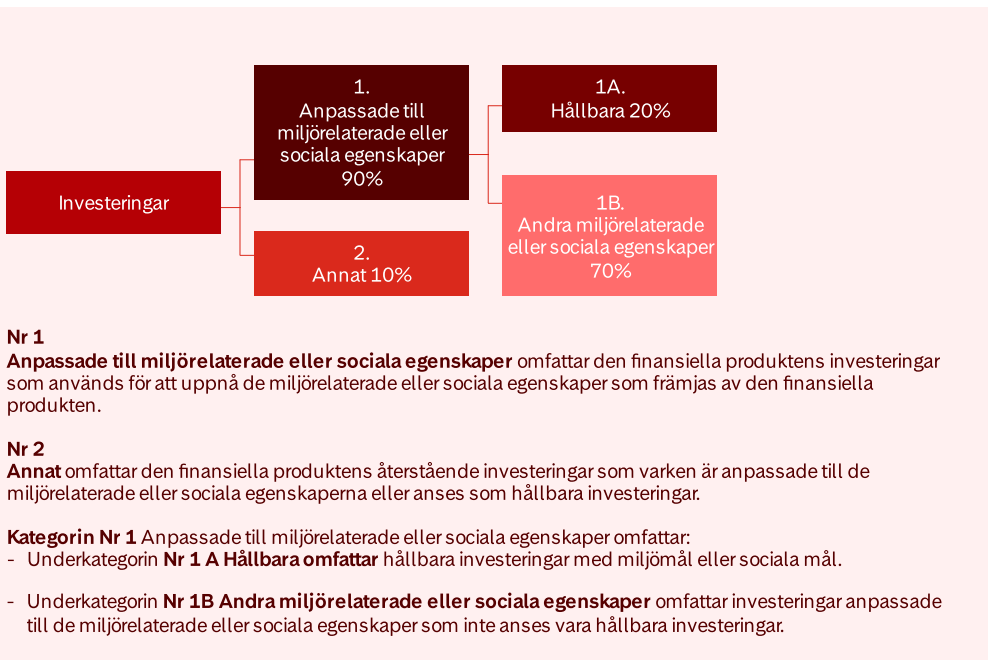 Investeringar
1.
Anpassade till
miljörelaterade eller
sociala egenskaper
90%
2.
Annat 10%
1A.
Hållbara 20%
1B.
Andra miljörelaterade
eller sociala egenskaper
70%
Nr 1
Anpassade till miljörelaterade eller sociala egenskaper omfattar den finansiella produktens investeringar
som används för att uppnå de miljörelaterade eller sociala egenskaper som främjas av den finansiella
produkten.
Nr 2
Annat omfattar den finansiella produktens återstående investeringar som varken är anpassade till de
miljörelaterade eller sociala egenskaperna eller anses som hållbara investeringar.
Kategorin Nr 1 Anpassade till miljörelaterade eller sociala egenskaper omfattar:
- Underkategorin Nr 1 A Hållbara omfattar hållbara investeringar med miljömål eller sociala mål.
- Underkategorin Nr 1B Andra miljörelaterade eller sociala egenskaper omfattar investeringar anpassade
till de miljörelaterade eller sociala egenskaper som inte anses vara hållbara investeringar.